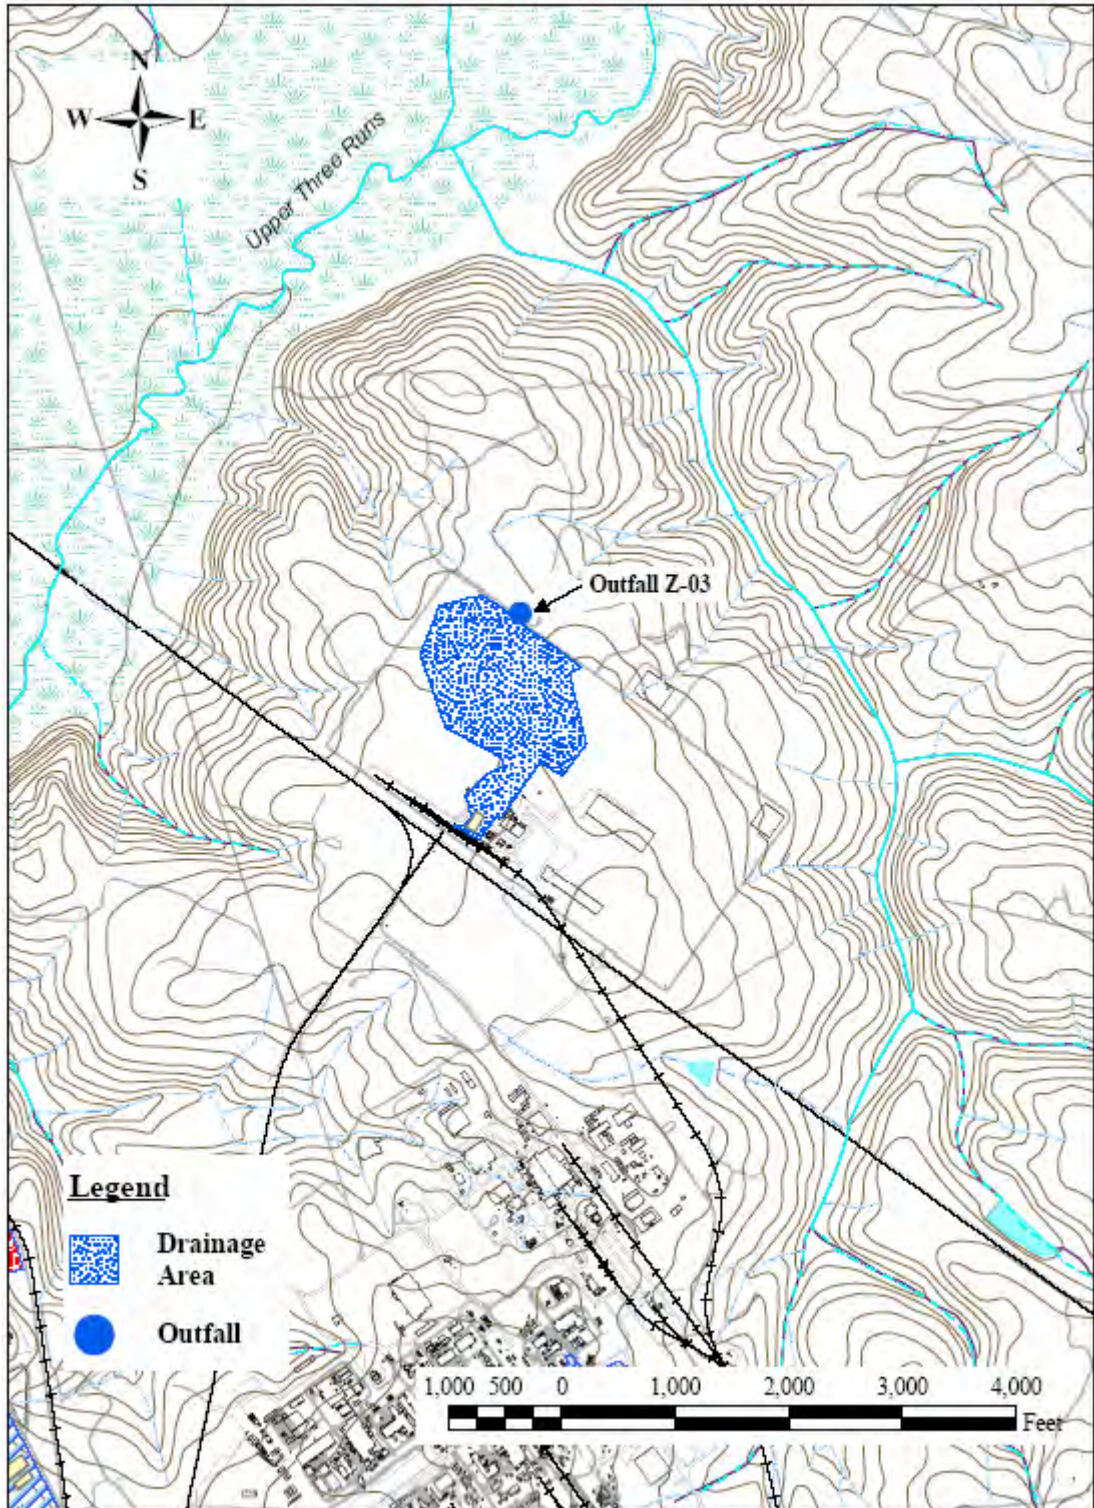 N
W E
S
Upper Three Runs
Outfall Z-03
Legend
Drainage
Area
Outfall
1,000 500 0 1,000 2,000 3,000 4,000
Feet